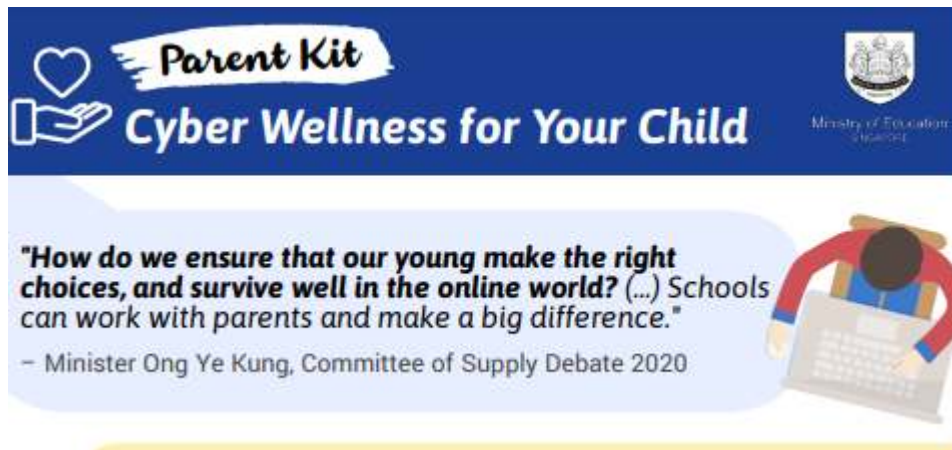 Parent Kit
Cyber Wellness for Your Child
Ministry of Education
SINGAPORE
"How do we ensure that our young make the right
choices, and survive well in the online world? (...) Schools
can work with parents and make a big difference."
– Minister Ong Ye Kung, Committee of Supply Debate 2020